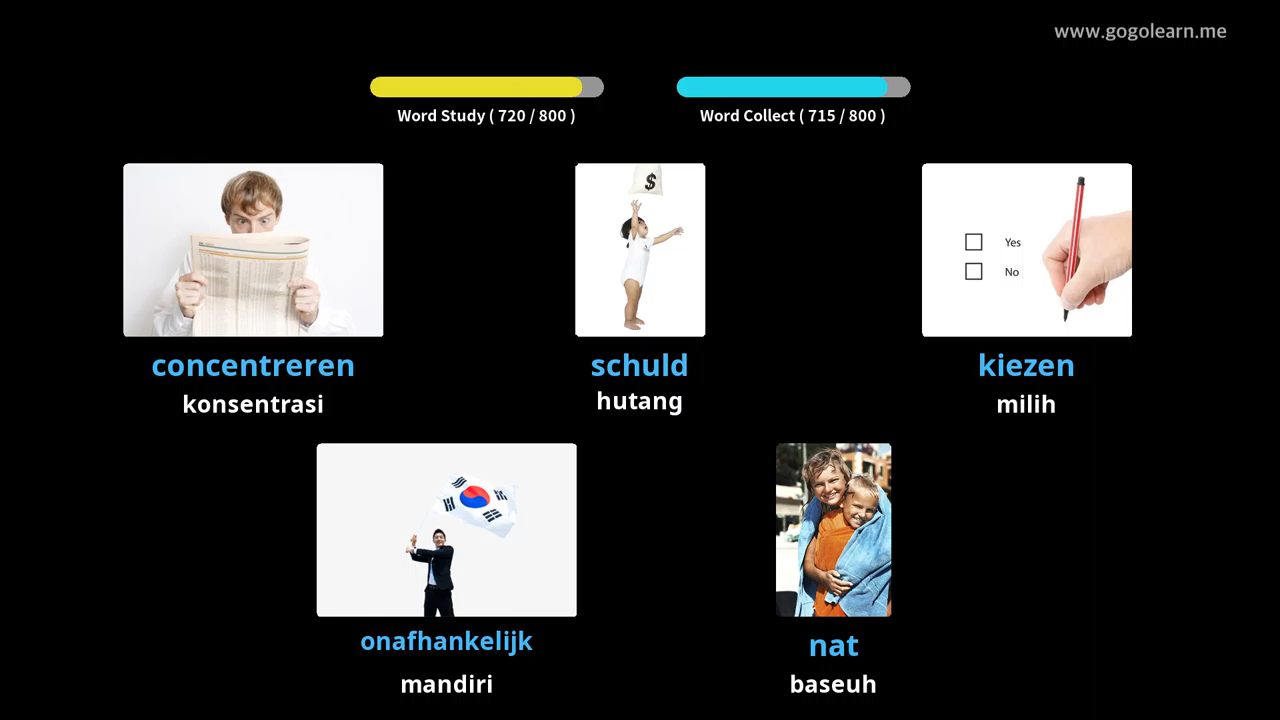 www.gogolearn.me
Word Study ( 720 / 800 )
Word Collect ( 715 / 800 )
$
Yes
No
concentreren
schuld
kiezen
konsentrasi
hutang
milih
onafhankelijk
nat
mandiri
baseuh